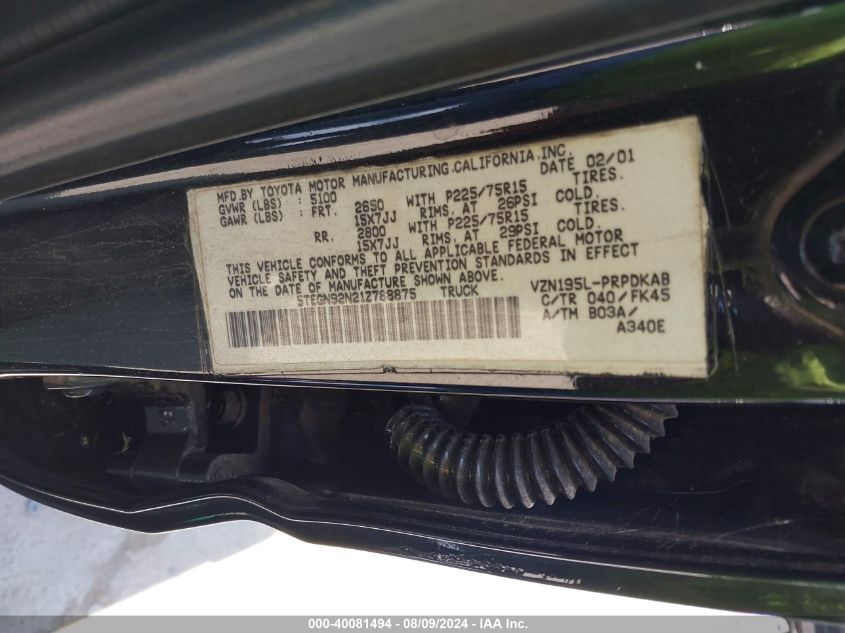 MFD.BY TOYOTA MOTOR MANUFACTURING.CALIFORNIA,INC. DATE 02/01
GVWR (LBS) : 5100
GAWR (LBS) : FRT. 2650 WITH P225/75R15 TIRES.
15X7JJ RIMS. AT 26PSI COLD.
RR. 2800 WITH P225/75R15 TIRES.
15X7JJ RIMS. AT 29PSI COLD.
THIS VEHICLE CONFORMS TO ALL APPLICABLE FEDERAL MOTOR
VEHICLE SAFETY AND THEFT PREVENTION STANDARDS IN EFFECT
ON THE DATE OF MANUFACTURE SHOWN ABOVE.
5TEGN92N21Z788875 TRUCK
VZN195L-PRPDKAB
C/TR 040/FK45
A/TM B03A/
A340E
000-40081494 - 08/09/2024 - IAA Inc.